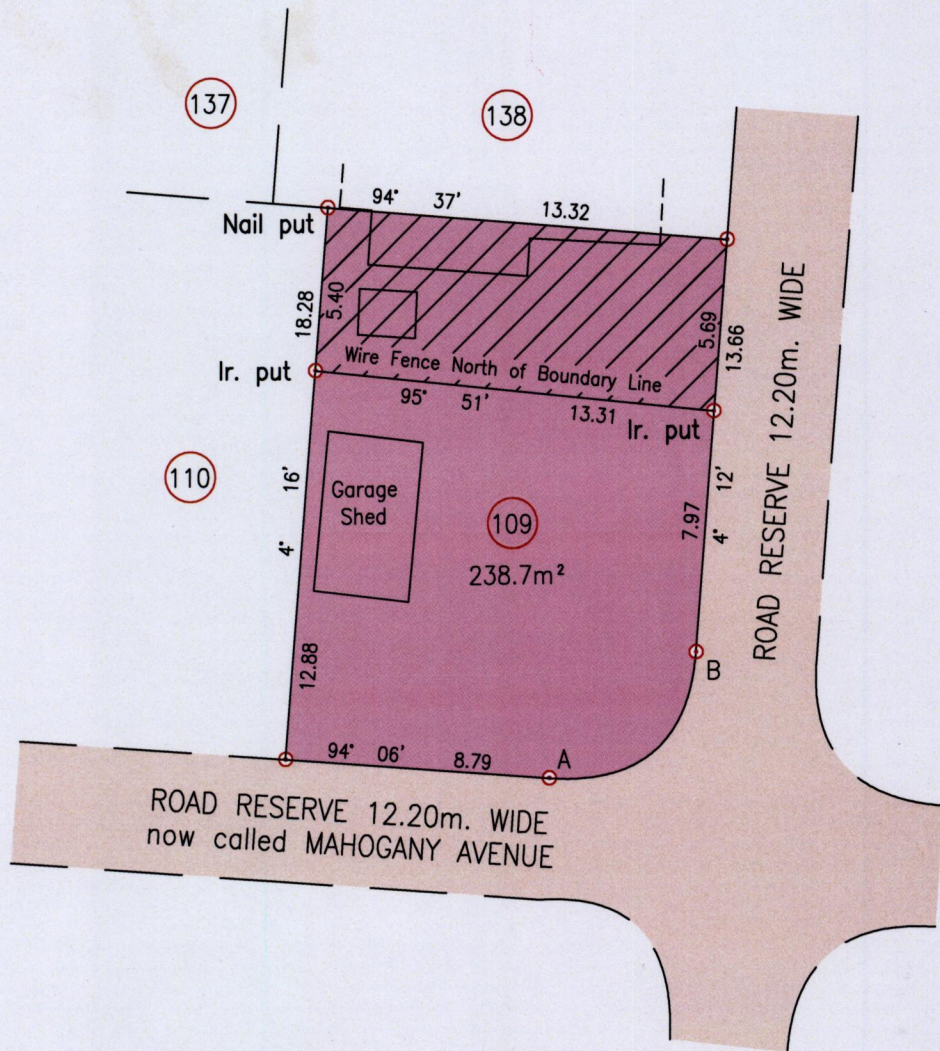 137
138
94° 37' 13.32
Nail put
18.28
5.40
5.69
13.66
ROAD RESERVE 12.20m. WIDE
Wire Fence North of Boundary Line
Ir. put
95° 51' 13.31
Ir. put
110
4° 16'
Garage
Shed
109
238.7m²
7.97
4° 12'
12.88
B
94° 06' 8.79
A
ROAD RESERVE 12.20m. WIDE
now called MAHOGANY AVENUE